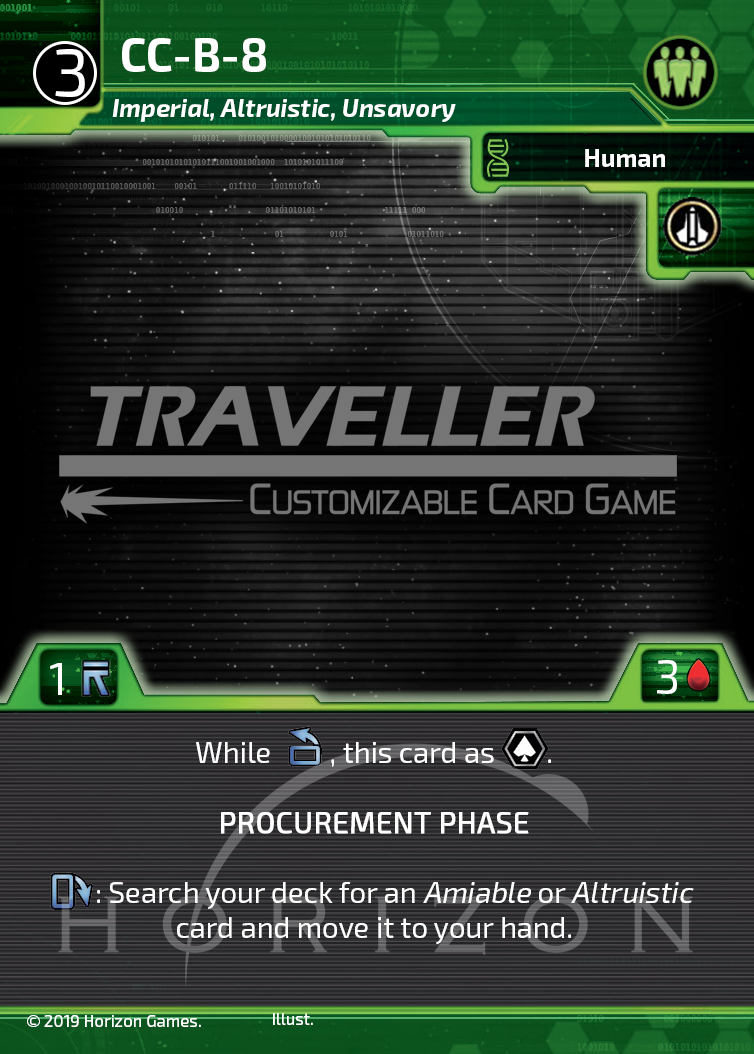 3
CC-B-8
Imperial, Altruistic, Unsavory
Human
TRAVELLER
CUSTOMIZABLE CARD GAME
1
3
While , this card as .
PROCUREMENT PHASE
: Search your deck for an Amiable or Altruistic
card and move it to your hand.
HORIZON
© 2019 Horizon Games.
Illust.